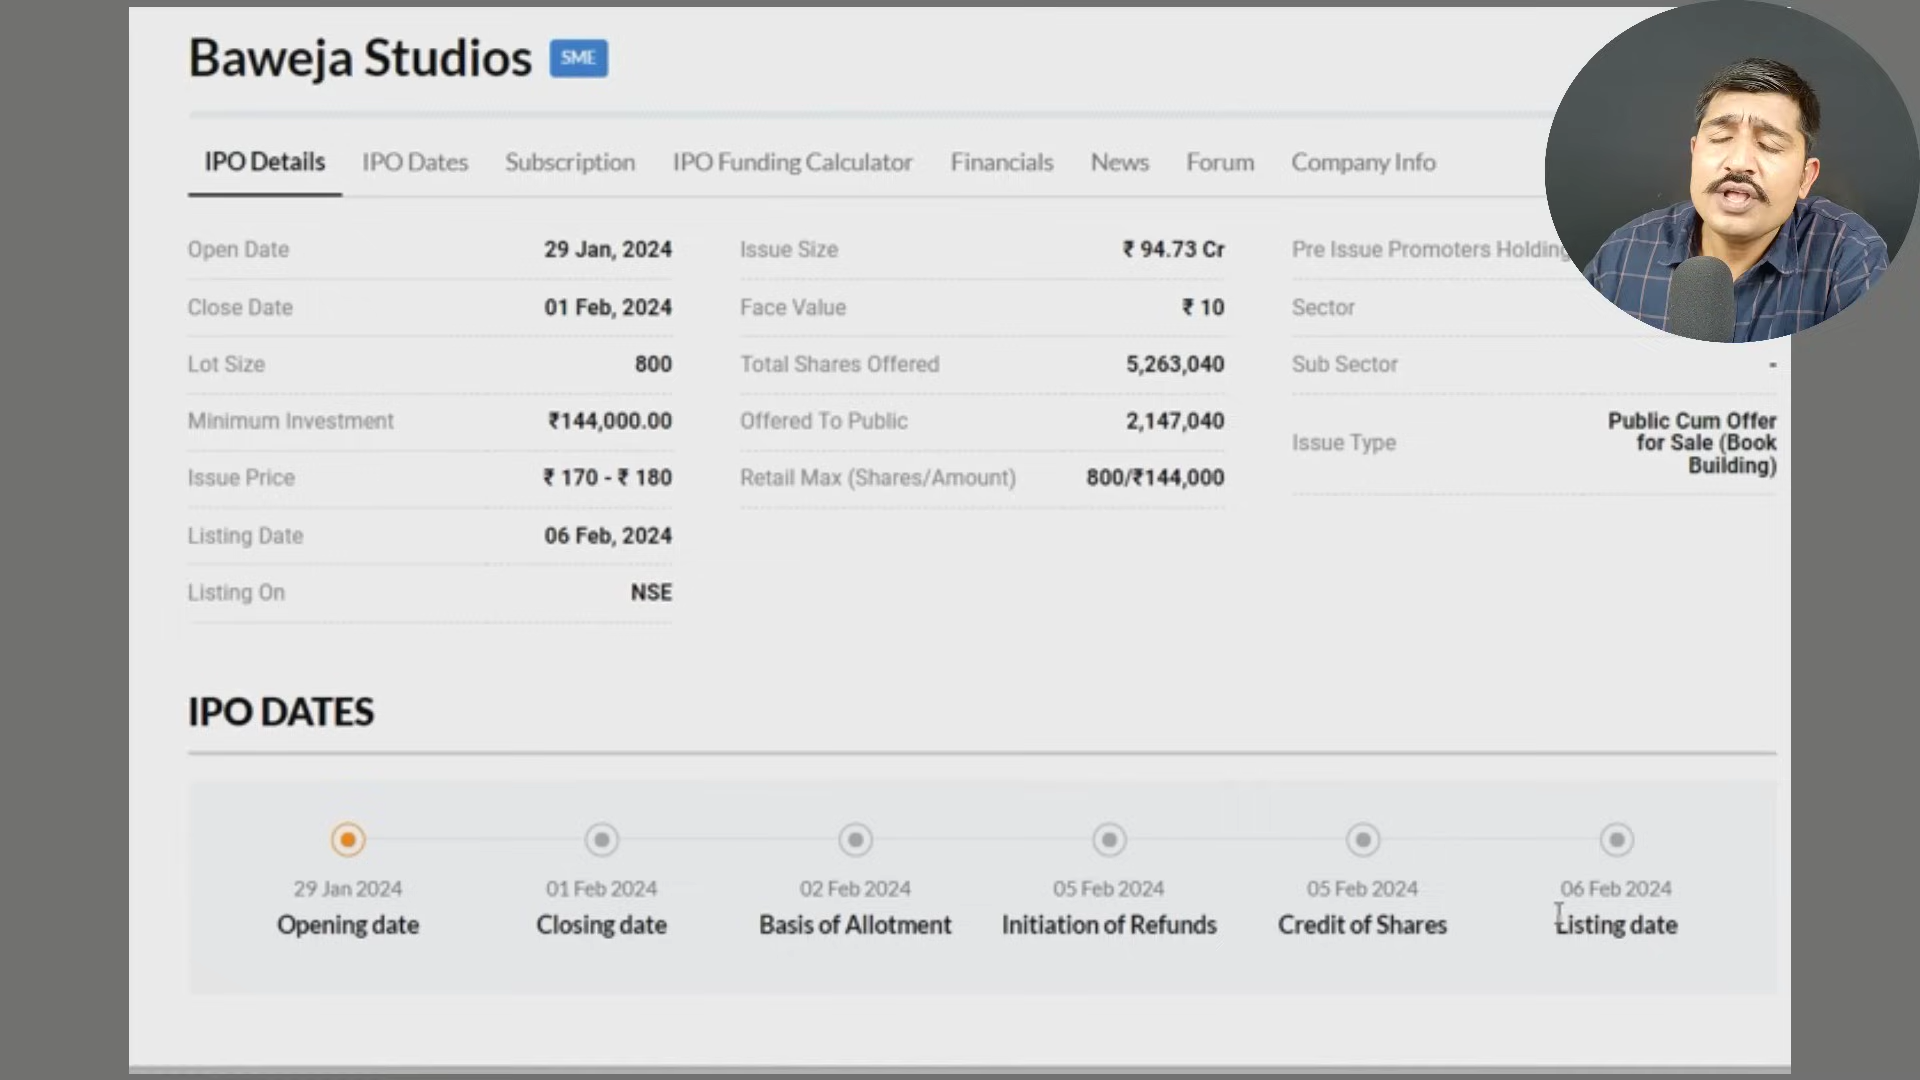 Baweja Studios SME
IPO Details IPO Dates Subscription IPO Funding Calculator Financials News Forum Company Info
Open Date 29 Jan, 2024
Close Date 01 Feb, 2024
Lot Size 800
Minimum Investment ₹144,000.00
Issue Price ₹ 170 - ₹ 180
Listing Date 06 Feb, 2024
Listing On NSE
Issue Size ₹ 94.73 Cr
Face Value ₹ 10
Total Shares Offered 5,263,040
Offered To Public 2,147,040
Retail Max (Shares/Amount) 800/₹144,000
Pre Issue Promoters Holding
Sector
Sub Sector -
Issue Type Public Cum Offer
for Sale (Book
Building)
IPO DATES
29 Jan 2024 01 Feb 2024 02 Feb 2024 05 Feb 2024 05 Feb 2024 06 Feb 2024
Opening date Closing date Basis of Allotment Initiation of Refunds Credit of Shares Listing date